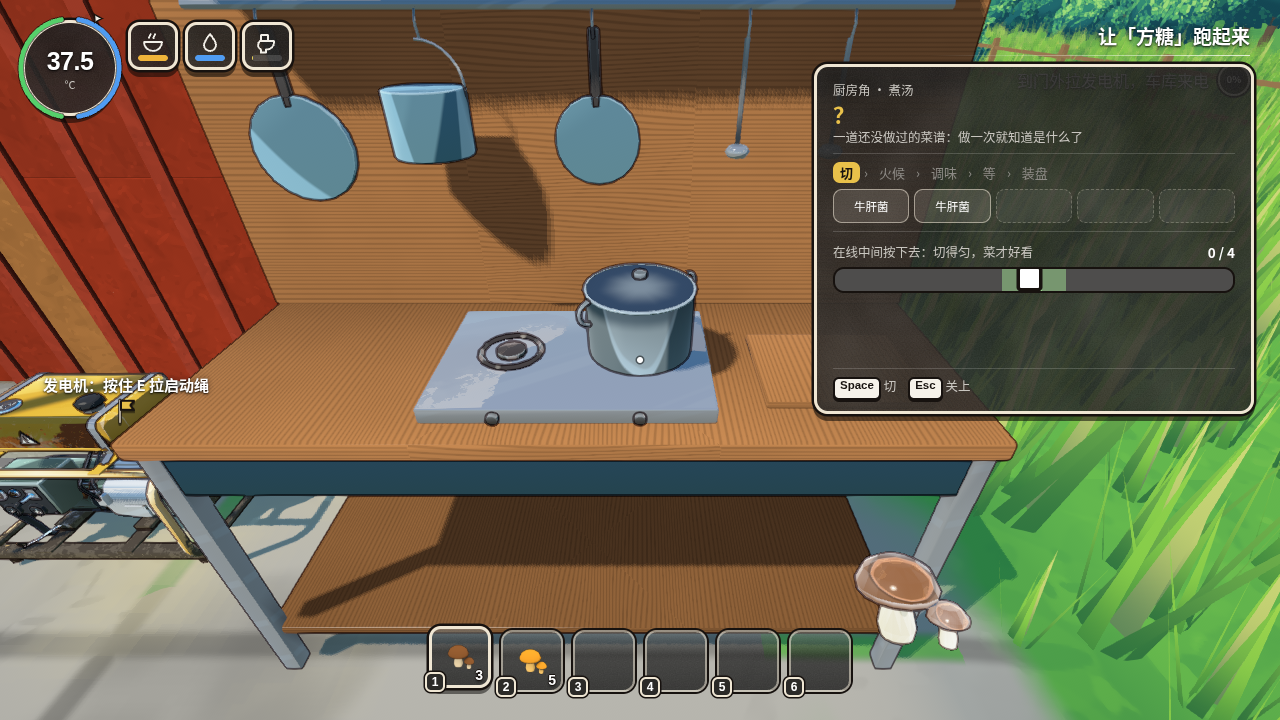 37.5
°C
让「方糖」跑起来
到门外拉发电机，车库来电
0%
厨房角・煮汤
?
一道还没做过的菜谱：做一次就知道是什么了
切 › 火候 › 调味 › 等 › 装盘
牛肝菌 牛肝菌
在线中间按下去：切得匀，菜才好看 0 / 4
Space 切 Esc 关上
发电机：按住 E 拉启动绳
3 5
1 2 3 4 5 6